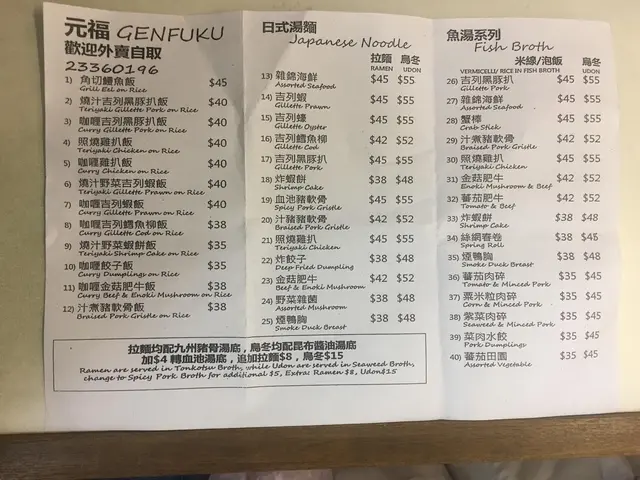 元福 GENFUKU
歡迎外賣自取
23360196
1) 角切鰻魚飯 $45
Grill Eel on Rice
2) 燒汁吉列黑豚扒飯 $40
Teriyaki Gillette Pork on Rice
3) 咖喱吉列黑豚扒飯 $40
Curry Gillette Pork on Rice
4) 照燒雞扒飯 $40
Teriyaki Chicken on Rice
5) 咖喱雞扒飯 $40
Curry Chicken on Rice
6) 燒汁野菜吉列蝦飯 $40
Teriyaki Gillette Prawn on Rice
7) 咖喱吉列蝦飯 $40
Curry Gillette Prawn on Rice
8) 咖喱吉列鱈魚柳飯 $38
Curry Gillette Cod on Rice
9) 燒汁野菜蝦餅飯 $35
Teriyaki Shrimp Cake on Rice
10) 咖喱餃子飯 $35
Curry Dumplings on Rice
11) 咖喱金菇肥牛飯 $38
Curry Beef & Enoki Mushroom on Rice
12) 汁煮豬軟骨飯 $38
Braised Pork Gristle on Rice
日式湯麵
Japanese Noodle
拉麵 烏冬
RAMEN UDON
13) 雜錦海鮮 $45 $55
Assorted Seafood
14) 吉列蝦 $45 $55
Gillette Prawn
15) 吉列蠔 $45 $55
Gillette Oyster
16) 吉列鱈魚柳 $42 $52
Gillette Cod
17) 吉列黑豚扒 $45 $55
Gillette Pork
18) 炸蝦餅 $38 $48
Shrimp Cake
19) 血池豬軟骨 $45 $55
Spicy Pork Gristle
20) 汁豬豬軟骨 $42 $52
Braised Pork Gristle
21) 照燒雞扒 $45 $55
Teriyaki Chicken
22) 炸餃子 $38 $48
Deep Fried Dumpling
23) 金菇肥牛 $42 $52
Beef & Enoki Mushroom
24) 野菜雜菌 $38 $48
Assorted Mushroom
25) 煙鴨胸 $38 $48
Smoke Duck Breast
魚湯系列
Fish Broth
米線/泡飯 烏冬
VERMICELLI/ RICE IN FISH BROTH UDON
26) 吉列黑豚扒 $45 $55
Gillette Pork
27) 雜錦海鮮 $45 $55
Assorted Seafood
28) 蟹棒 $45 $55
Crab Stick
29) 汁煮豬軟骨 $42 $52
Braised Pork Gristle
30) 照燒雞扒 $45 $55
Teriyaki Chicken
31) 金菇肥牛 $42 $52
Enoki Mushroom & Beef
32) 蕃茄肥牛 $42 $52
Tomato & Beef
33) 炸蝦餅 $38 $48
Shrimp Cake
34) 絲網春卷 $38 $48
Spring Roll
35) 煙鴨胸 $38 $48
Smoke Duck Breast
36) 蕃茄肉碎 $35 $45
Tomato & Minced Pork
37) 粟米粒肉碎 $35 $45
Corn & Minced Pork
38) 紫菜肉碎 $35 $45
Seaweed & Minced Pork
39) 菜肉水餃 $35 $45
Pork Dumplings
40) 蕃茄田園 $35 $45
Assorted Vegetable
拉麵均配九州豬骨湯底，烏冬均配昆布醬油湯底
加$4 轉血池湯底，追加拉麵$8，烏冬$15
Ramen are served in Tonkotsu Broth, while Udon are served in Seaweed Broth,
change to Spicy Pork Broth for additional $5, Extra: Ramen $8, Udon$15